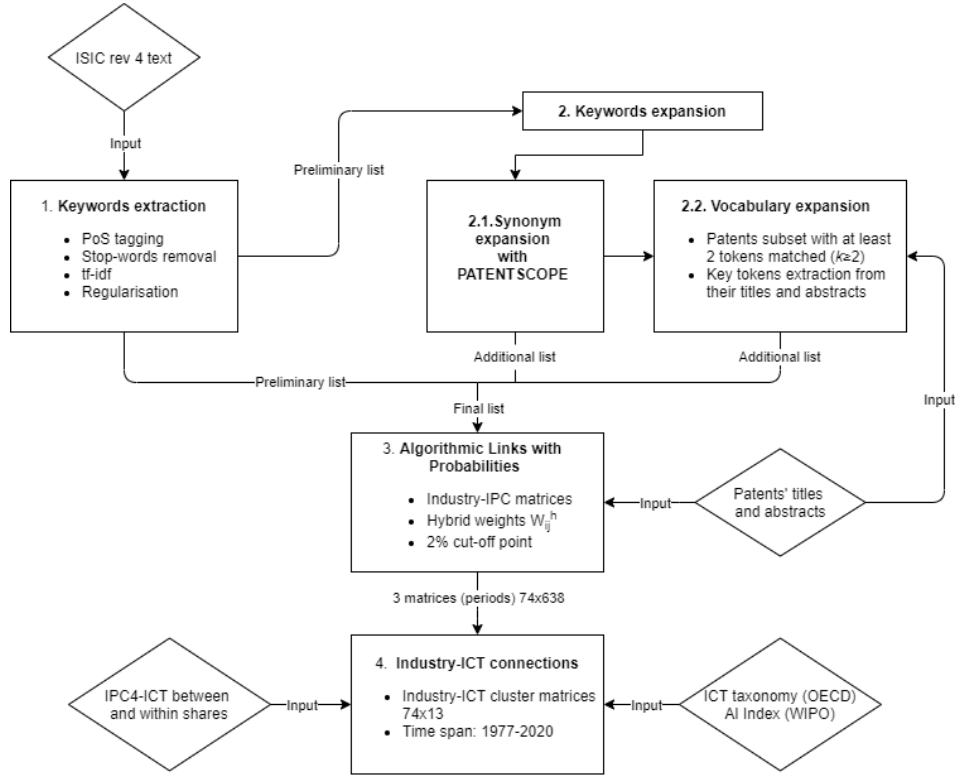 ISIC rev 4 text
Input
2. Keywords expansion
Preliminary list
1. Keywords extraction
• PoS tagging
• Stop-words removal
• tf-idf
• Regularisation
2.1.Synonym
expansion
with
PATENTSCOPE
2.2. Vocabulary expansion
• Patents subset with at least
2 tokens matched (k≥2)
• Key tokens extraction from
their titles and abstracts
Additional list
Additional list
Preliminary list
Input
Final list
3. Algorithmic Links with
Probabilities
• Industry-IPC matrices
• Hybrid weights W_ij^h
• 2% cut-off point
Input
Patents' titles
and abstracts
3 matrices (periods) 74x638
4. Industry-ICT connections
• Industry-ICT cluster matrices
74x13
• Time span: 1977-2020
IPC4-ICT between
and within shares
Input
Input
ICT taxonomy (OECD)
AI Index (WIPO)